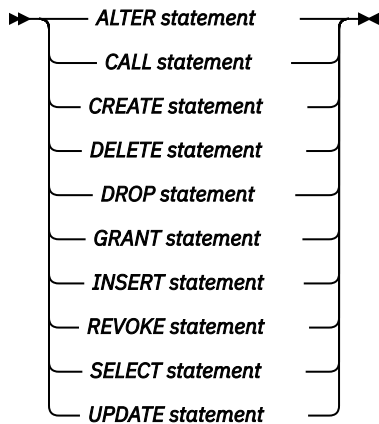 ALTER statement
CALL statement
CREATE statement
DELETE statement
DROP statement
GRANT statement
INSERT statement
REVOKE statement
SELECT statement
UPDATE statement